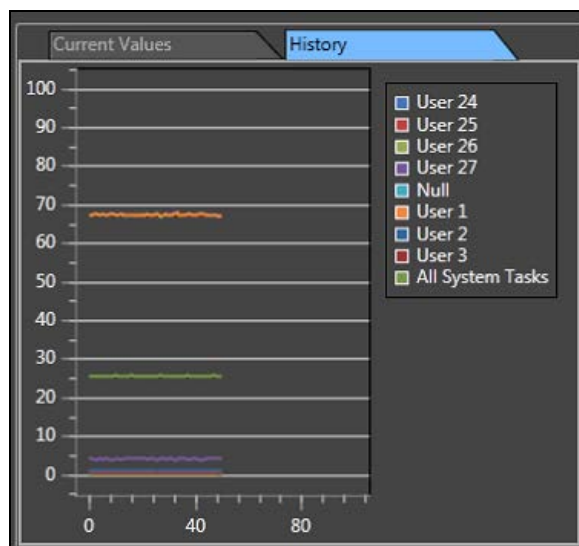 Current Values
History
100
90
80
70
60
50
40
30
20
10
0
0 40 80
User 24
User 25
User 26
User 27
Null
User 1
User 2
User 3
All System Tasks